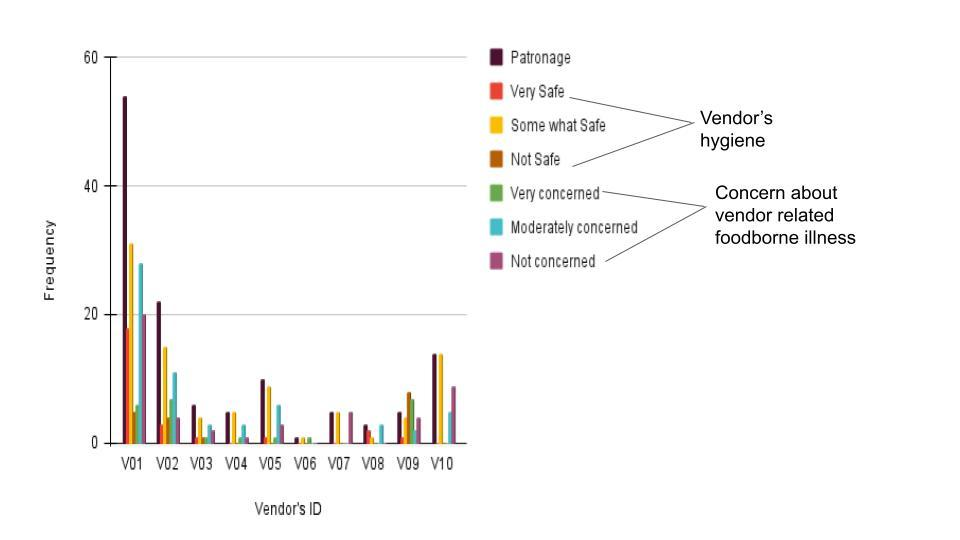 60
40
20
0
Frequency
V01 V02 V03 V04 V05 V06 V07 V08 V09 V10
Vendor's ID
Patronage
Very Safe
Some what Safe
Not Safe
Very concerned
Moderately concerned
Not concerned
Vendor’s
hygiene
Concern about
vendor related
foodborne illness